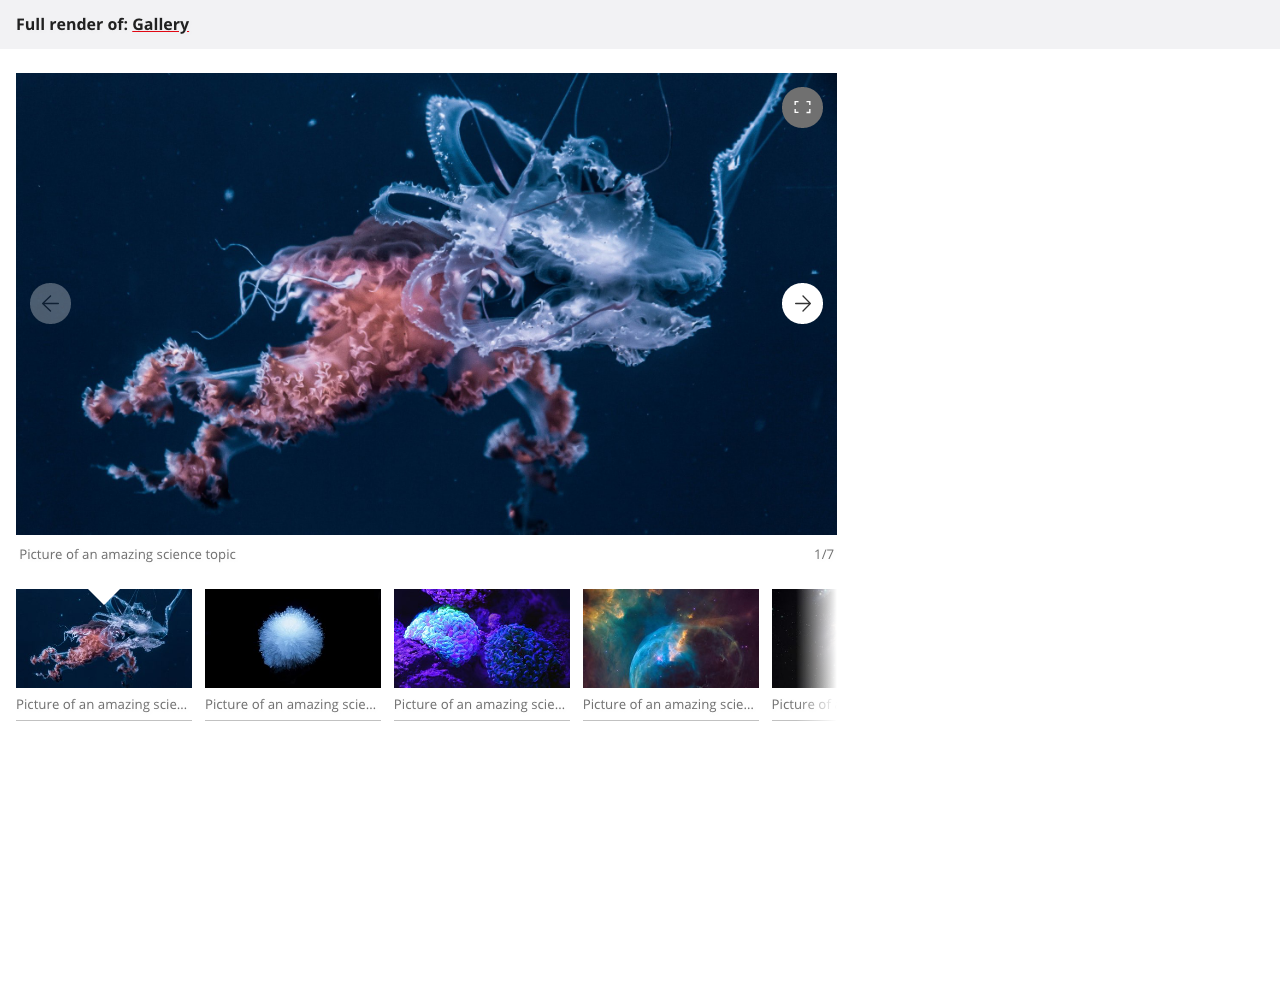 Full render of: Gallery
Picture of an amazing science topic
1/7
Picture of an amazing scie...
Picture of an amazing scie...
Picture of an amazing scie...
Picture of an amazing scie...
Picture of